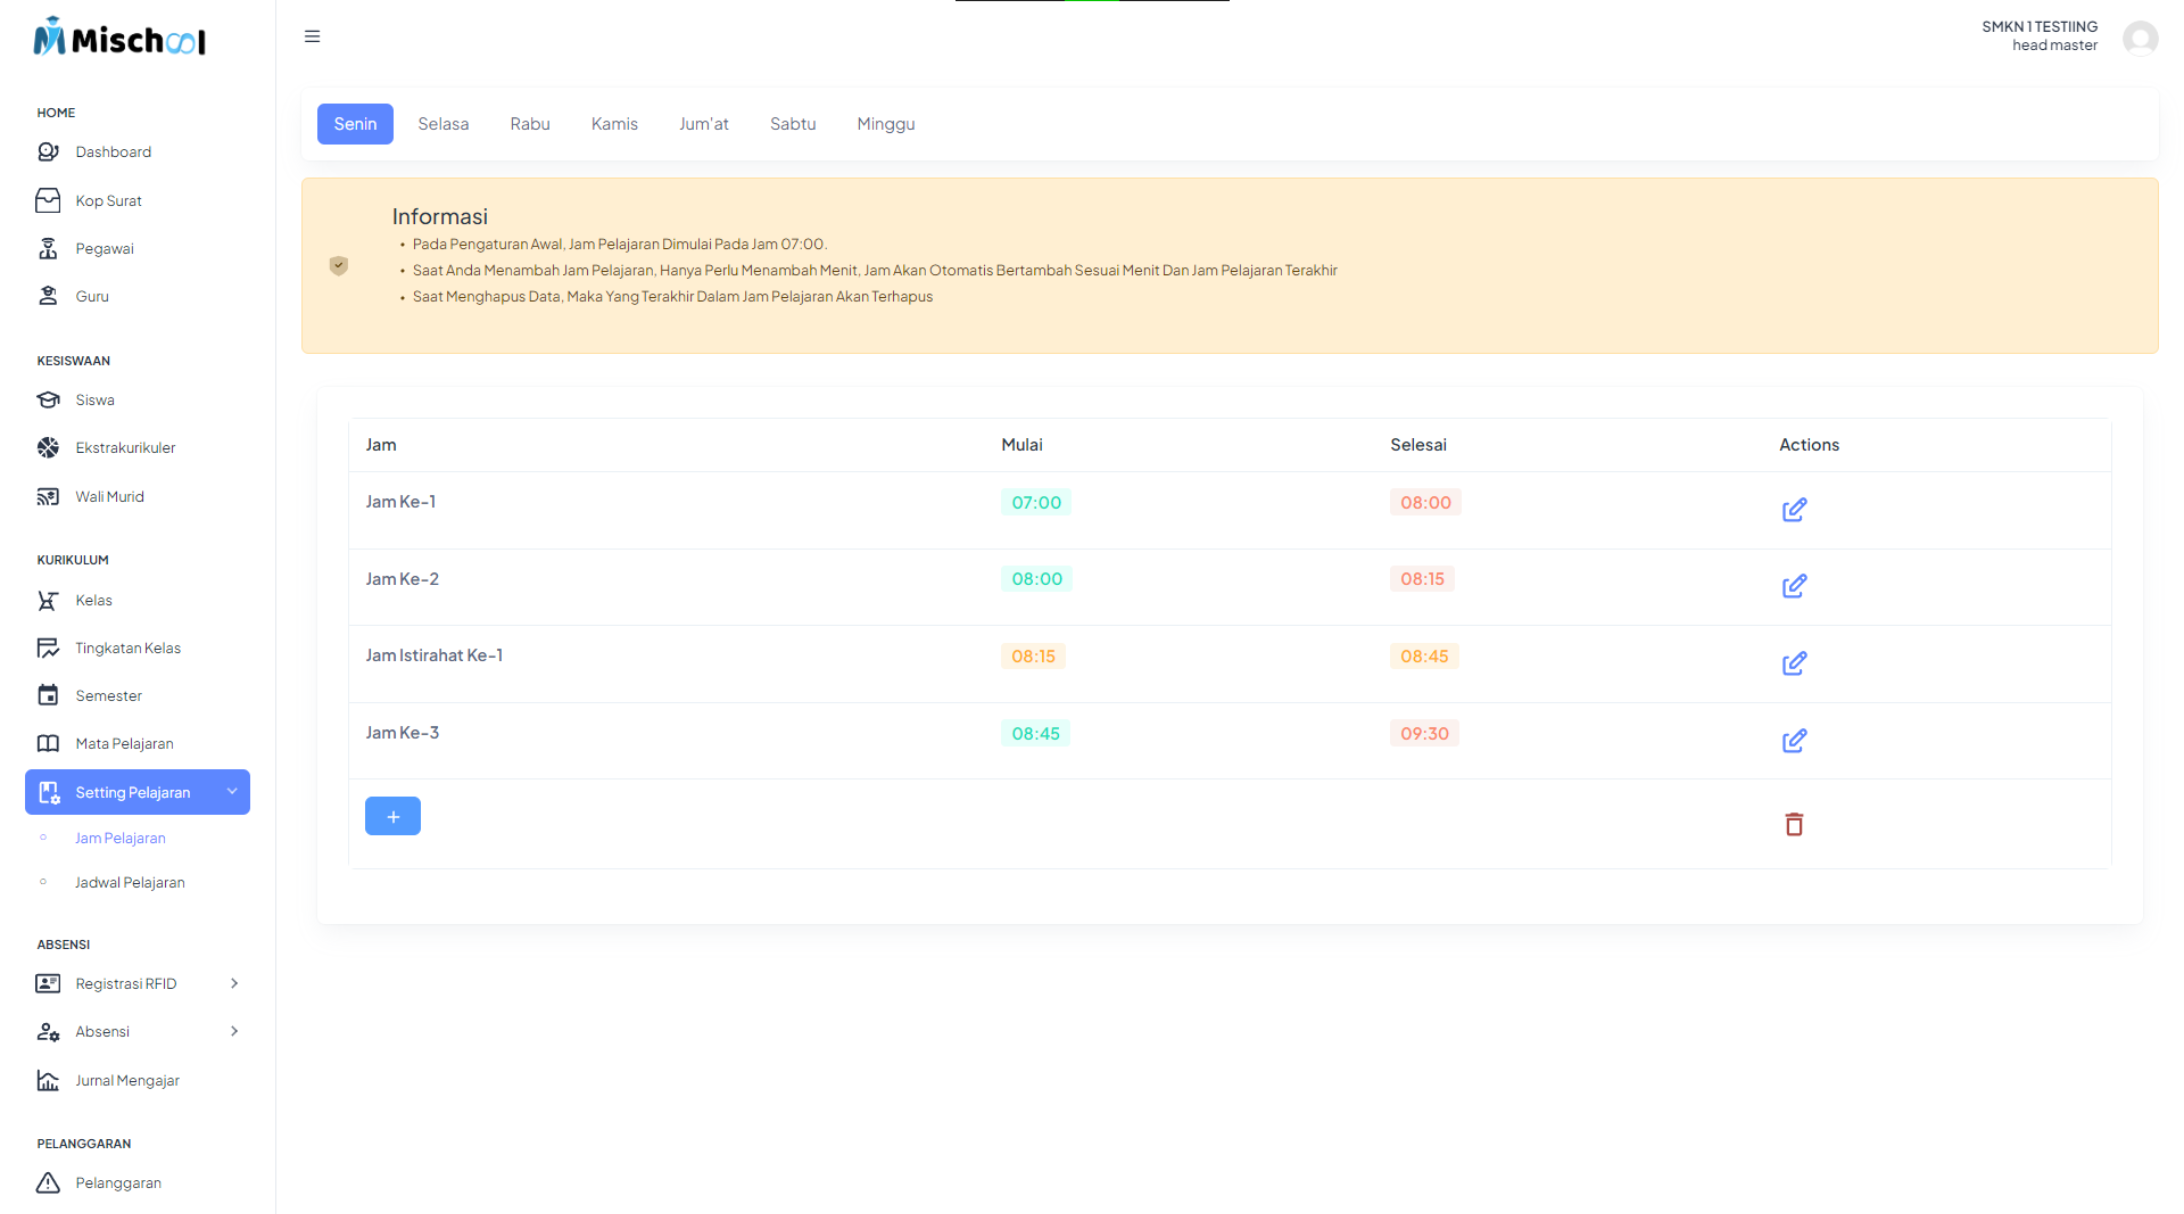 Mischool
HOME
Dashboard
Kop Surat
Pegawai
Guru
KESISWAAN
Siswa
Ekstrakurikuler
Wali Murid
KURIKULUM
Kelas
Tingkatan Kelas
Semester
Mata Pelajaran
Setting Pelajaran
Jam Pelajaran
Jadwal Pelajaran
ABSENSI
Registrasi RFID
Absensi
Jurnal Mengajar
PELANGGARAN
Pelanggaran
SMKN 1 TESTIING
head master
Senin Selasa Rabu Kamis Jum'at Sabtu Minggu
Informasi
• Pada Pengaturan Awal, Jam Pelajaran Dimulai Pada Jam 07:00.
• Saat Anda Menambah Jam Pelajaran, Hanya Perlu Menambah Menit, Jam Akan Otomatis Bertambah Sesuai Menit Dan Jam Pelajaran Terakhir
• Saat Menghapus Data, Maka Yang Terakhir Dalam Jam Pelajaran Akan Terhapus
Jam Mulai Selesai Actions
Jam Ke-1 07:00 08:00
Jam Ke-2 08:00 08:15
Jam Istirahat Ke-1 08:15 08:45
Jam Ke-3 08:45 09:30
+